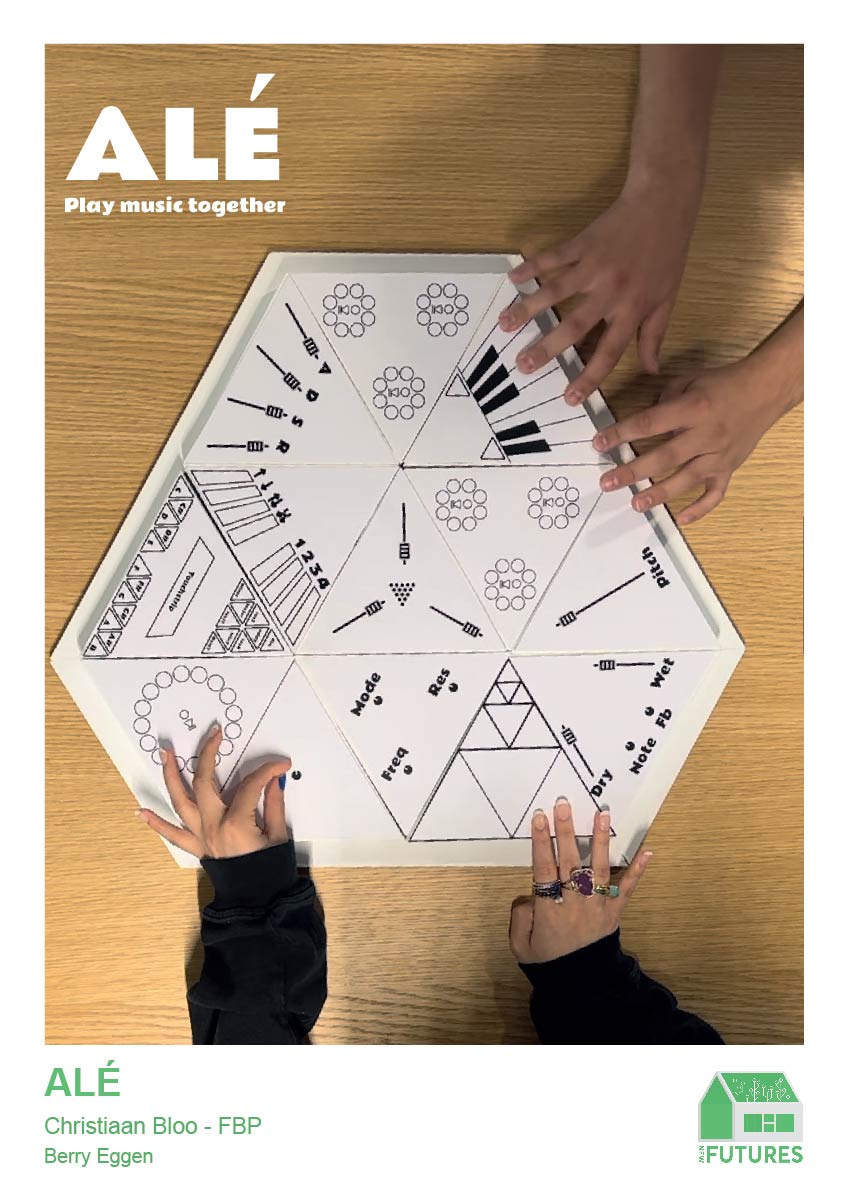 ALÉ
Play music together
A
D
S
R
1 2 3 4
Touchstrip
Pitch
Mode
Res
Freq
Wet
Fb
Note
Dry
ALÉ
Christiaan Bloo - FBP
Berry Eggen
NEW
FUTURES